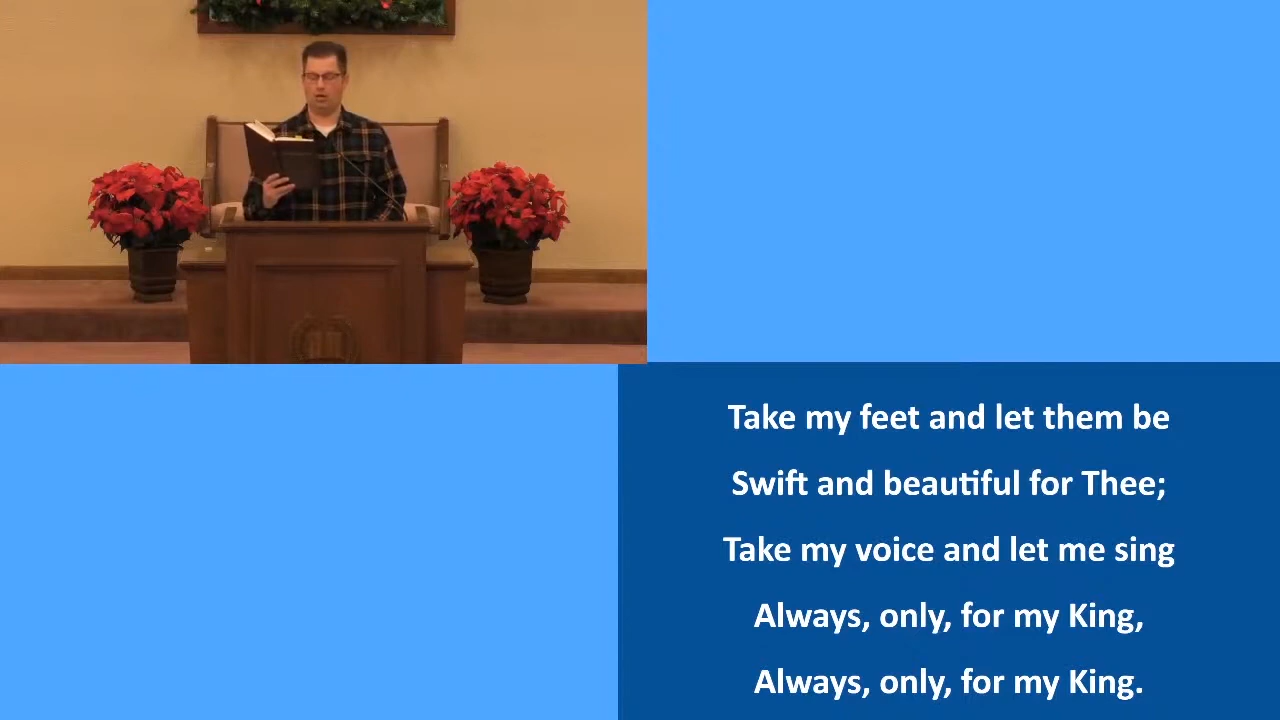 Take my feet and let them be
Swift and beautiful for Thee;
Take my voice and let me sing
Always, only, for my King,
Always, only, for my King.